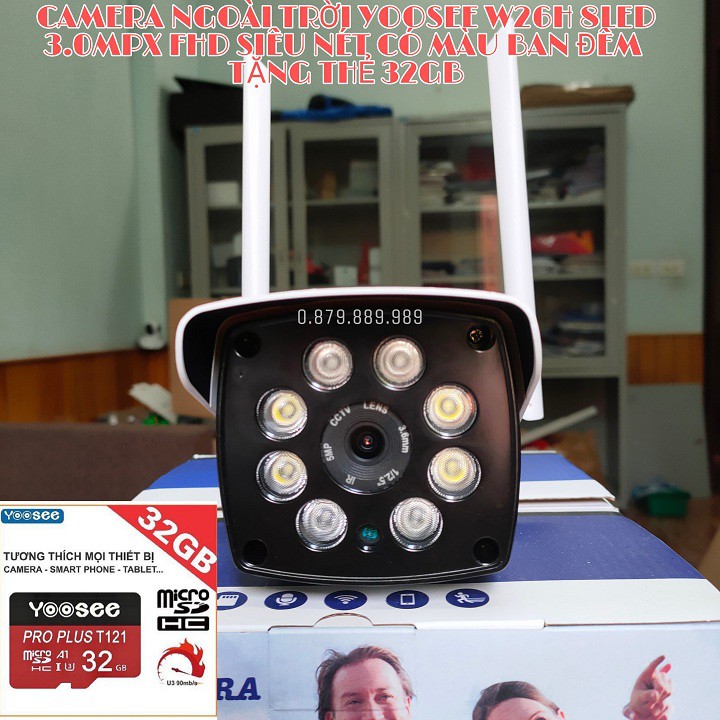 CAMERA NGOÀI TRỜI YOOSEE W26H 8LED
3.0MPX FHD SIÊU NÉT CÓ MÀU BAN ĐÊM
TẶNG THẺ 32GB
0.879.889.989
CCTV LENS 3.6mm 1/2.5" IR 5MP
YOOSEE
32GB
TƯƠNG THÍCH MỌI THIẾT BỊ
CAMERA - SMART PHONE - TABLET...
YOOSEE
PRO PLUS T121
micro SD HC A1 I U3 32 GB
micro SD HC
U3 90mb/s
RA